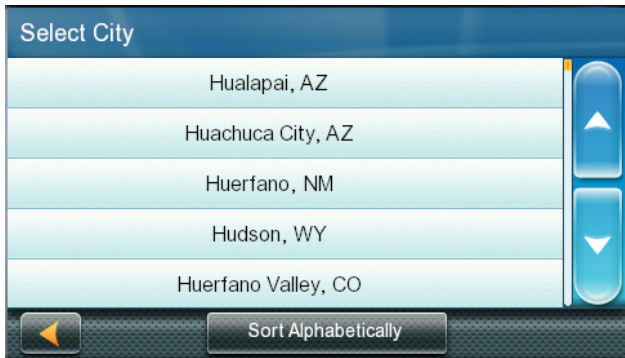 Select City
Hualapai, AZ
Huachuca City, AZ
Huerfano, NM
Hudson, WY
Huerfano Valley, CO
Sort Alphabetically